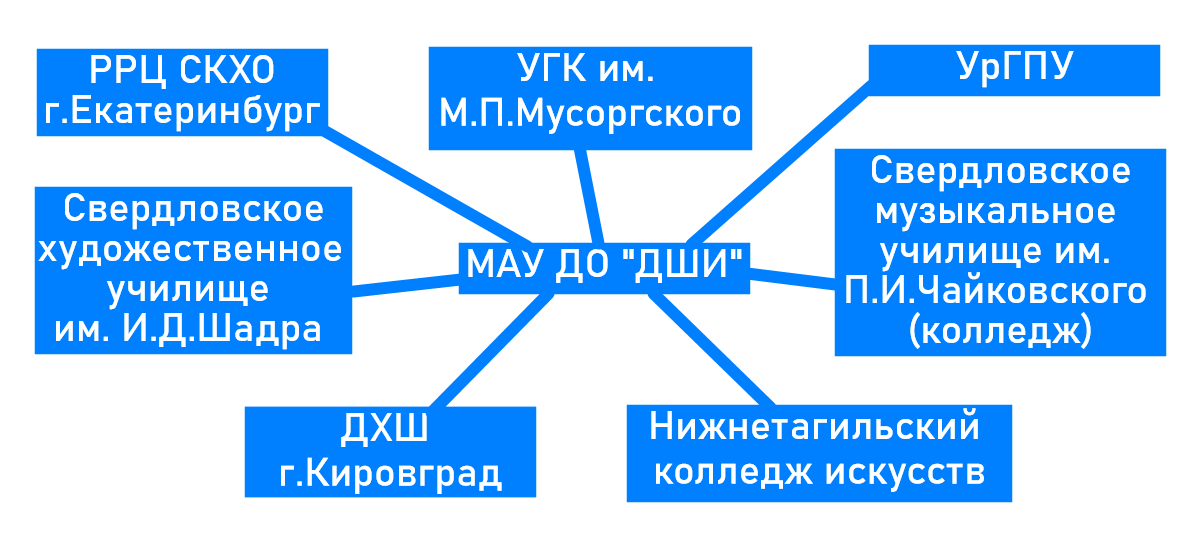 РРЦ СКХО
г.Екатеринбург
УГК им.
М.П.Мусоргского
УрГПУ
Свердловское
художественное
училище
им. И.Д.Шадра
МАУ ДО "ДШИ"
Свердловское
музыкальное
училище им.
П.И.Чайковского
(колледж)
ДХШ
г.Кировград
Нижнетагильский
колледж искусств